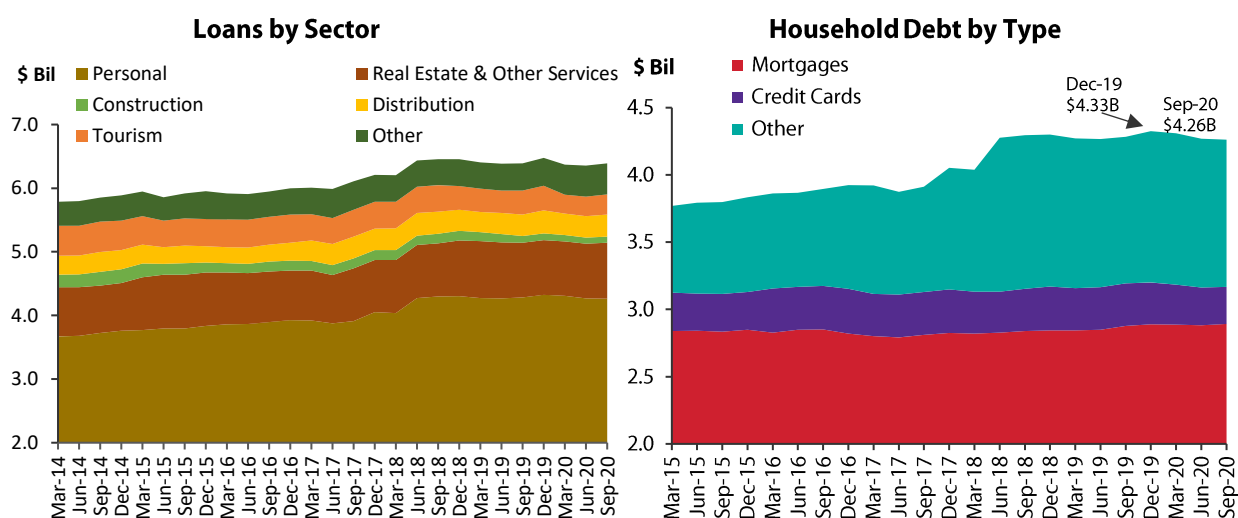 Loans by Sector
$ Bil
Personal
Real Estate & Other Services
Construction
Distribution
Tourism
Other
7.0
6.0
5.0
4.0
3.0
2.0
Mar-14
Jun-14
Sep-14
Dec-14
Mar-15
Jun-15
Sep-15
Dec-15
Mar-16
Jun-16
Sep-16
Dec-16
Mar-17
Jun-17
Sep-17
Dec-17
Mar-18
Jun-18
Sep-18
Dec-18
Mar-19
Jun-19
Sep-19
Dec-19
Mar-20
Jun-20
Sep-20
Household Debt by Type
$ Bil
Mortgages
Credit Cards
Other
Dec-19
$4.33B
Sep-20
$4.26B
4.5
4.0
3.5
3.0
2.5
2.0
Mar-15
Jun-15
Sep-15
Dec-15
Mar-16
Jun-16
Sep-16
Dec-16
Mar-17
Jun-17
Sep-17
Dec-17
Mar-18
Jun-18
Sep-18
Dec-18
Mar-19
Jun-19
Sep-19
Dec-19
Mar-20
Jun-20
Sep-20